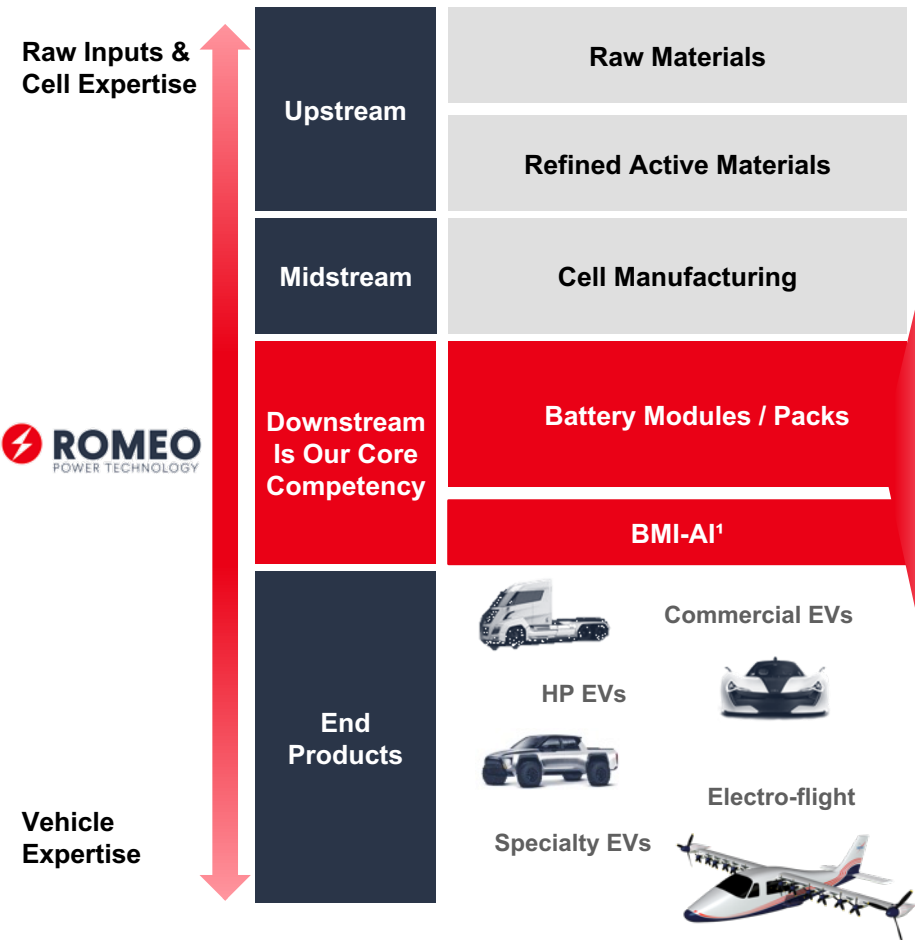 Raw Inputs &
Cell Expertise
Upstream
Raw Materials
Refined Active Materials
Midstream
Cell Manufacturing
ROMEO
POWER TECHNOLOGY
Downstream
Is Our Core
Competency
Battery Modules / Packs
BMI-AI¹
End
Products
Commercial EVs
HP EVs
Electro-flight
Specialty EVs
Vehicle
Expertise